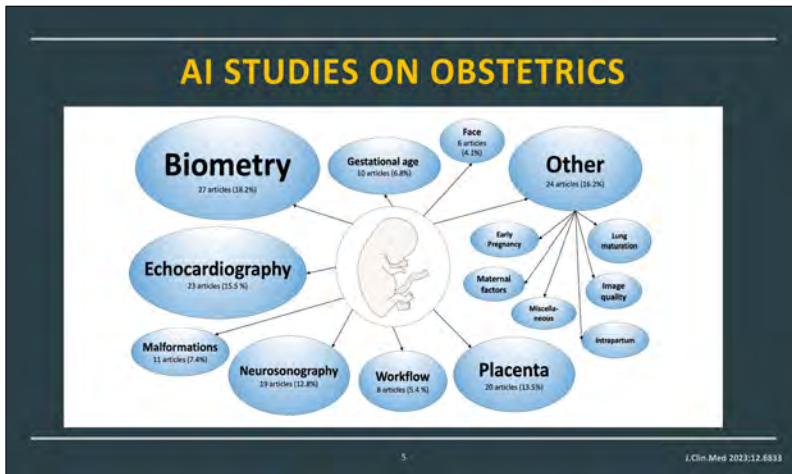 AI STUDIES ON OBSTETRICS
Biometry
27 articles (18.2%)
Gestational age
10 articles (6.8%)
Face
6 articles
(4.1%)
Other
24 articles (16.2%)
Echocardiography
23 articles (15.5 %)
Early
Pregnancy
Lung
maturation
Maternal
factors
Image
quality
Miscella-
neous
Intrapartum
Malformations
11 articles (7.4%)
Neurosonography
19 articles (12.8%)
Workflow
8 articles (5.4 %)
Placenta
20 articles (13.5%)
5
J.Clin.Med 2023;12.6833